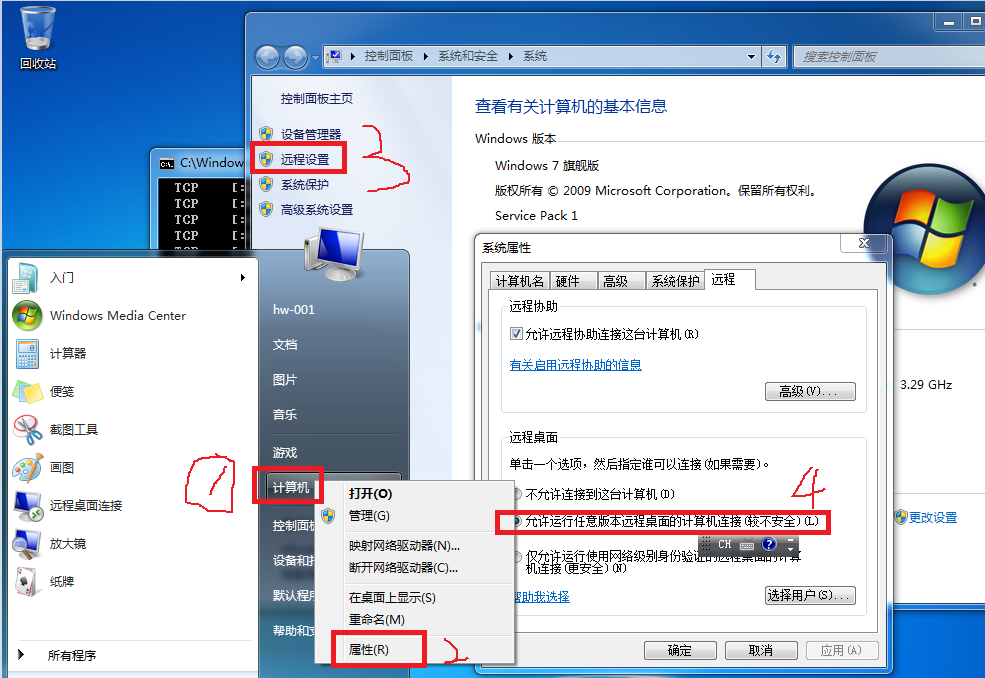 回收站
控制面板 系统和安全 系统
搜索控制面板
控制面板主页
设备管理器
远程设置
系统保护
高级系统设置
3
查看有关计算机的基本信息
Windows 版本
Windows 7 旗舰版
版权所有 © 2009 Microsoft Corporation。保留所有权利。
Service Pack 1
C:\Window
TCP [:
TCP [:
TCP [:
TCP [:
入门
Windows Media Center
计算器
便笺
截图工具
画图
远程桌面连接
放大镜
纸牌
所有程序
hw-001
文档
图片
音乐
游戏
1
计算机
控制面
设备和
默认程
帮助和
打开(O)
管理(G)
映射网络驱动器(N)...
断开网络驱动器(C)...
在桌面上显示(S)
重命名(M)
属性(R)
2
系统属性
计算机名 硬件 高级 系统保护 远程
远程协助
允许远程协助连接这台计算机(R)
有关启用远程协助的信息
高级(V)...
远程桌面
单击一个选项，然后指定谁可以连接(如果需要)。
不允许连接到这台计算机(D)
4
允许运行任意版本远程桌面的计算机连接(较不安全)(L)
CH
仅允许运行使用网络级别身份验证的远程桌面的计算
机连接(更安全)(N)
帮助我选择
选择用户(S)...
确定 取消 应用(A)
3.29 GHz
更改设置